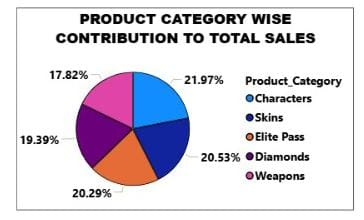 PRODUCT CATEGORY WISE
CONTRIBUTION TO TOTAL SALES
17.82%
21.97%
Product_Category
Characters
Skins
Elite Pass
19.39%
20.53%
Diamonds
Weapons
20.29%